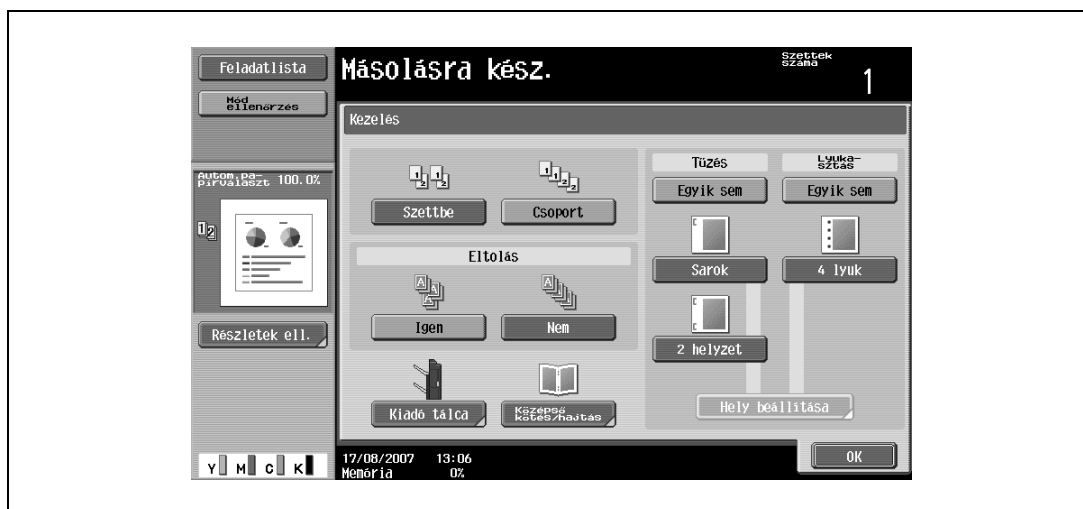 Feladatlista
Mód
ellenőrzés
Autom.pa-
pírválaszt 100.0%
1 2
Részletek ell.
Y M C K
Másolásra kész.
Szettek
száma
1
Kezelés
Szettbe
Csoport
Eltolás
Igen
Nem
Kiadó tálca
Középső
kötés/hajtás
Tűzés
Egyik sem
Sarok
2 helyzet
Lyuka-
sztás
Egyik sem
4 lyuk
Hely beállítása
17/08/2007 13:06
Memória 0%
OK